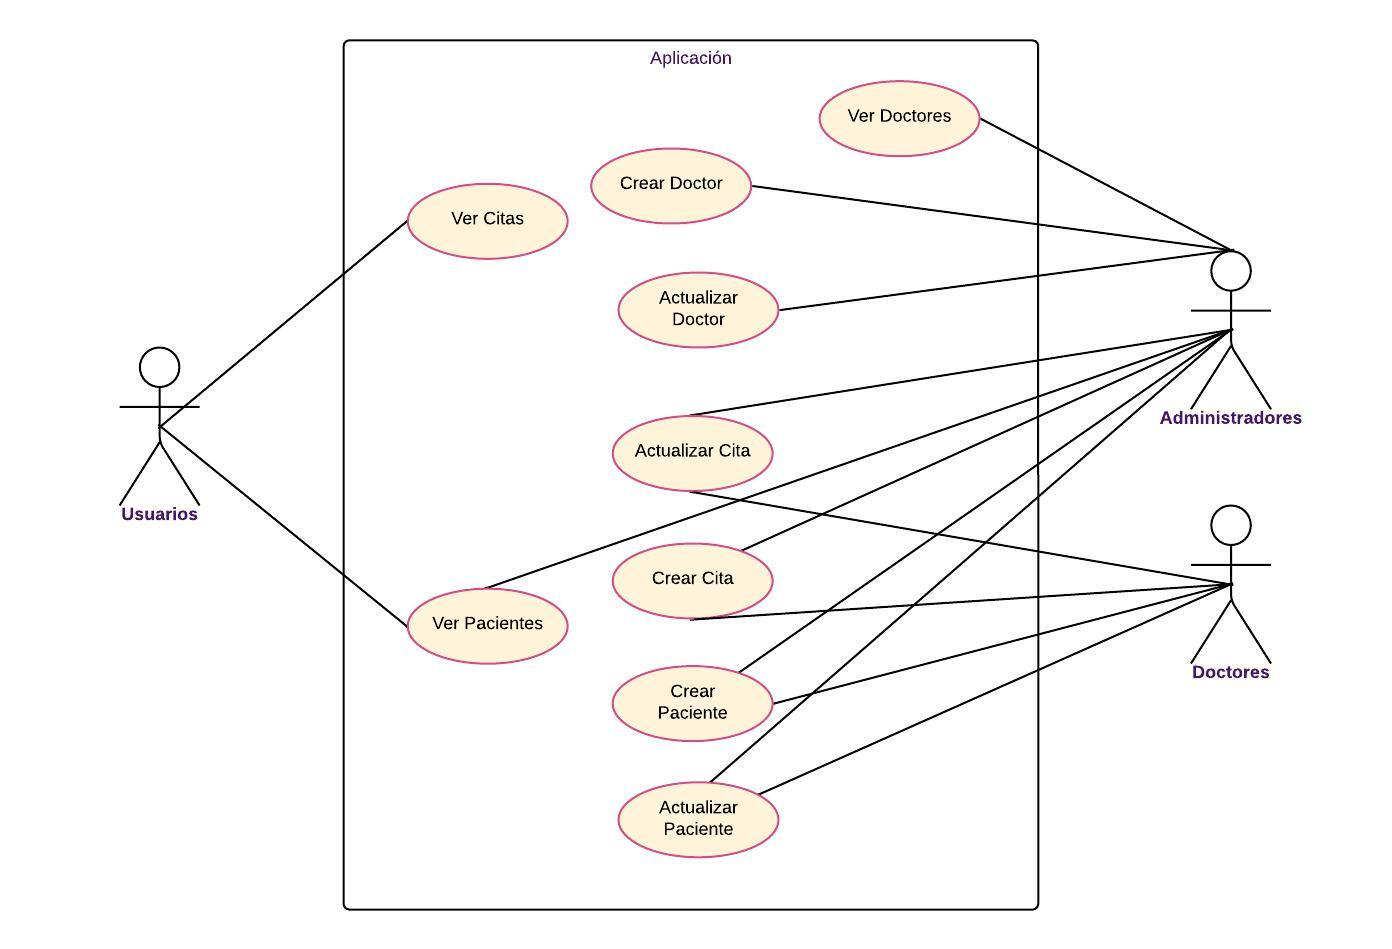 Aplicación
Ver Doctores
Crear Doctor
Ver Citas
Actualizar
Doctor
Administradores
Actualizar Cita
Usuarios
Crear Cita
Ver Pacientes
Doctores
Crear
Paciente
Actualizar
Paciente